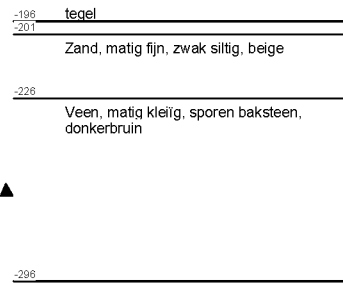 -196 tegel
-201
Zand, matig fijn, zwak siltig, beige
-226
Veen, matig kleiïg, sporen baksteen,
donkerbruin
-296